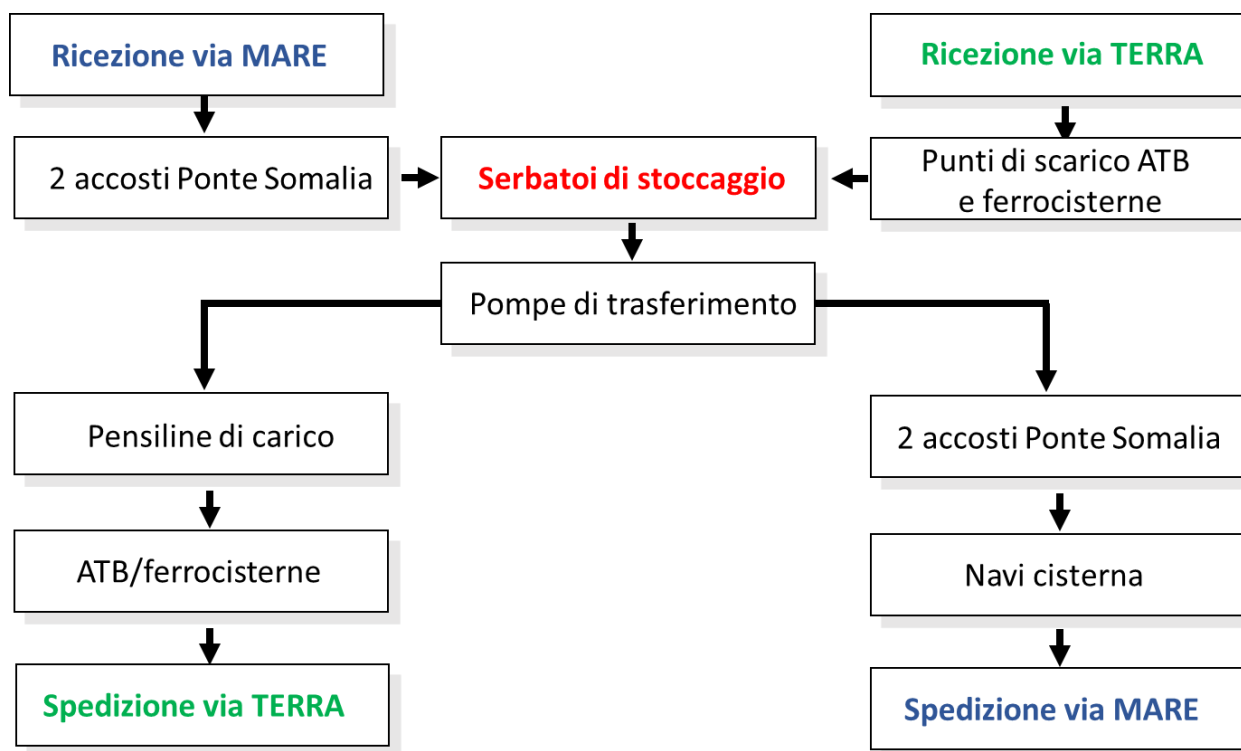 Ricezione via MARE
Ricezione via TERRA
2 accosti Ponte Somalia
Serbatoi di stoccaggio
Punti di scarico ATB
e ferrocisterne
Pompe di trasferimento
Pensiline di carico
2 accosti Ponte Somalia
ATB/ferrocisterne
Navi cisterna
Spedizione via TERRA
Spedizione via MARE